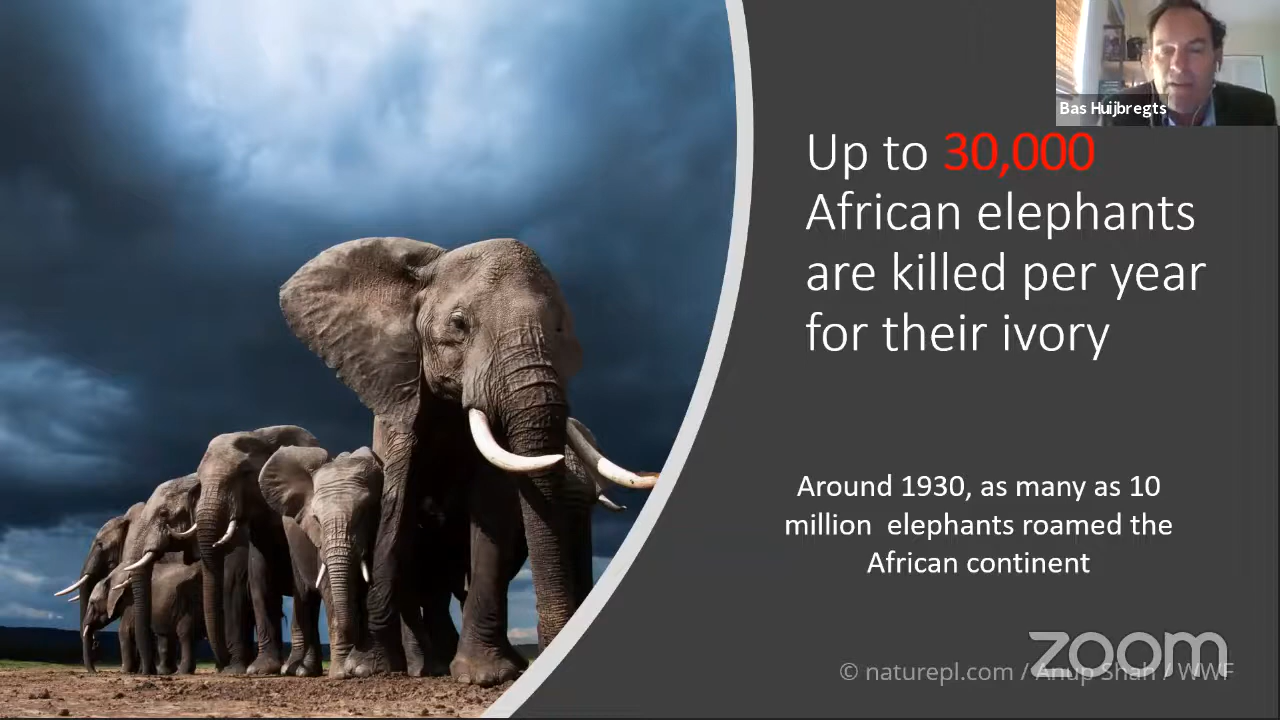 Bas Huijbregts
Up to 30,000
African elephants
are killed per year
for their ivory
Around 1930, as many as 10
million elephants roamed the
African continent
zoom
© naturepl.com / Anup Shah / WWF